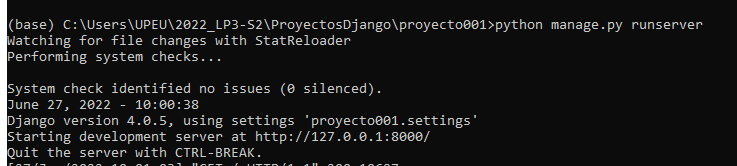 (base) C:\Users\UPEU\2022_LP3-S2\ProyectosDjango\proyecto001>python manage.py runserver
Watching for file changes with StatReloader
Performing system checks...
System check identified no issues (0 silenced).
June 27, 2022 - 10:00:38
Django version 4.0.5, using settings 'proyecto001.settings'
Starting development server at http://127.0.0.1:8000/
Quit the server with CTRL-BREAK.